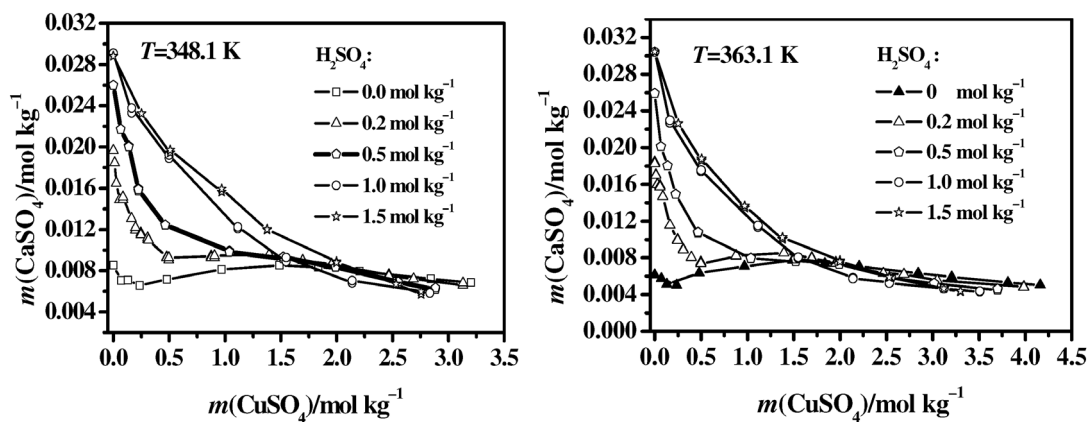 T=348.1 K
H₂SO₄:
0.0 mol kg⁻¹
0.2 mol kg⁻¹
0.5 mol kg⁻¹
1.0 mol kg⁻¹
1.5 mol kg⁻¹
m(CaSO₄)/mol kg⁻¹
0.032
0.028
0.024
0.020
0.016
0.012
0.008
0.004
0.0 0.5 1.0 1.5 2.0 2.5 3.0 3.5
m(CuSO₄)/mol kg⁻¹
T=363.1 K
H₂SO₄:
0 mol kg⁻¹
0.2 mol kg⁻¹
0.5 mol kg⁻¹
1.0 mol kg⁻¹
1.5 mol kg⁻¹
m(CaSO₄)/mol kg⁻¹
0.032
0.028
0.024
0.020
0.016
0.012
0.008
0.004
0.000
0.0 0.5 1.0 1.5 2.0 2.5 3.0 3.5 4.0 4.5
m(CuSO₄)/mol kg⁻¹